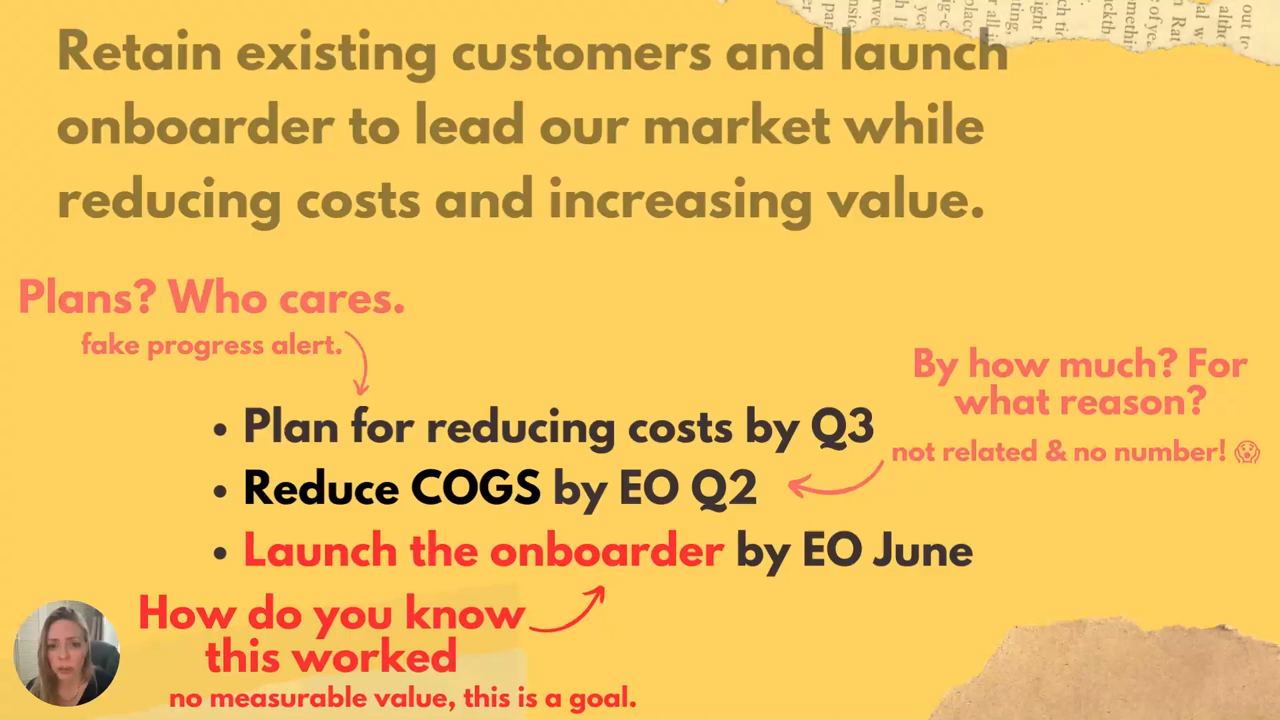 Retain existing customers and launch
onboarder to lead our market while
reducing costs and increasing value.
Plans? Who cares.
fake progress alert.
By how much? For
what reason?
not related & no number! 😱
• Plan for reducing costs by Q3
• Reduce COGS by EO Q2
• Launch the onboarder by EO June
How do you know
this worked
no measurable value, this is a goal.